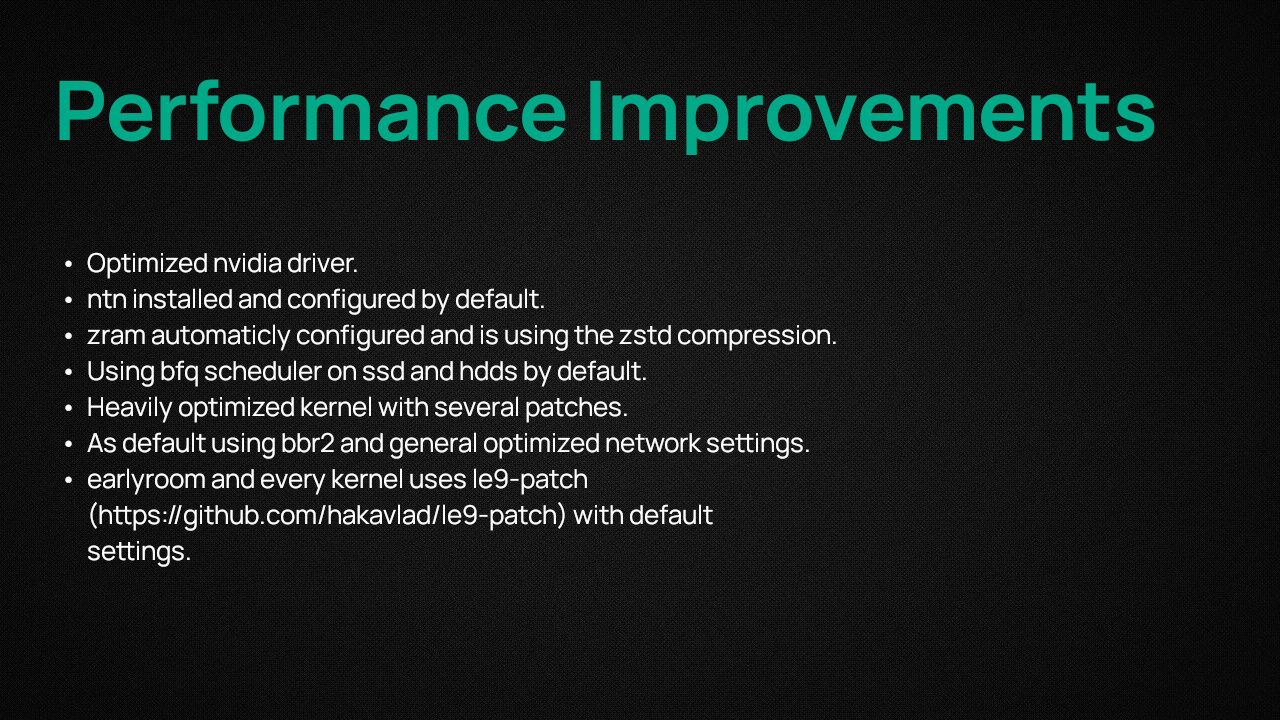 Performance Improvements
• Optimized nvidia driver.
• ntn installed and configured by default.
• zram automaticly configured and is using the zstd compression.
• Using bfq scheduler on ssd and hdds by default.
• Heavily optimized kernel with several patches.
• As default using bbr2 and general optimized network settings.
• earlyroom and every kernel uses le9-patch
(https://github.com/hakavlad/le9-patch) with default
settings.